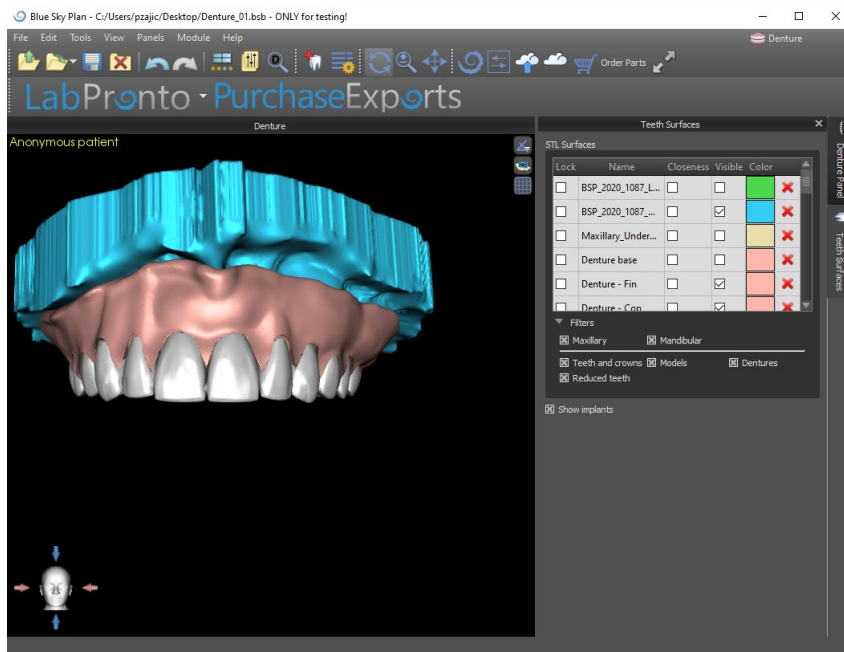 Blue Sky Plan - C:/Users/pzajic/Desktop/Denture_01.bsb - ONLY for testing!
File Edit Tools View Panels Module Help
Denture
Order Parts
LabPronto PurchaseExports
Denture
Teeth Surfaces
Anonymous patient
STL Surfaces
Lock Name Closeness Visible Color
BSP_2020_1087_L...
BSP_2020_1087_...
Maxillary_Under...
Denture base
Denture - Fin
Denture - Con
Filters
Maxillary Mandibular
Teeth and crowns Models Dentures
Reduced teeth
Show implants
Denture Panel
Teeth Surfaces